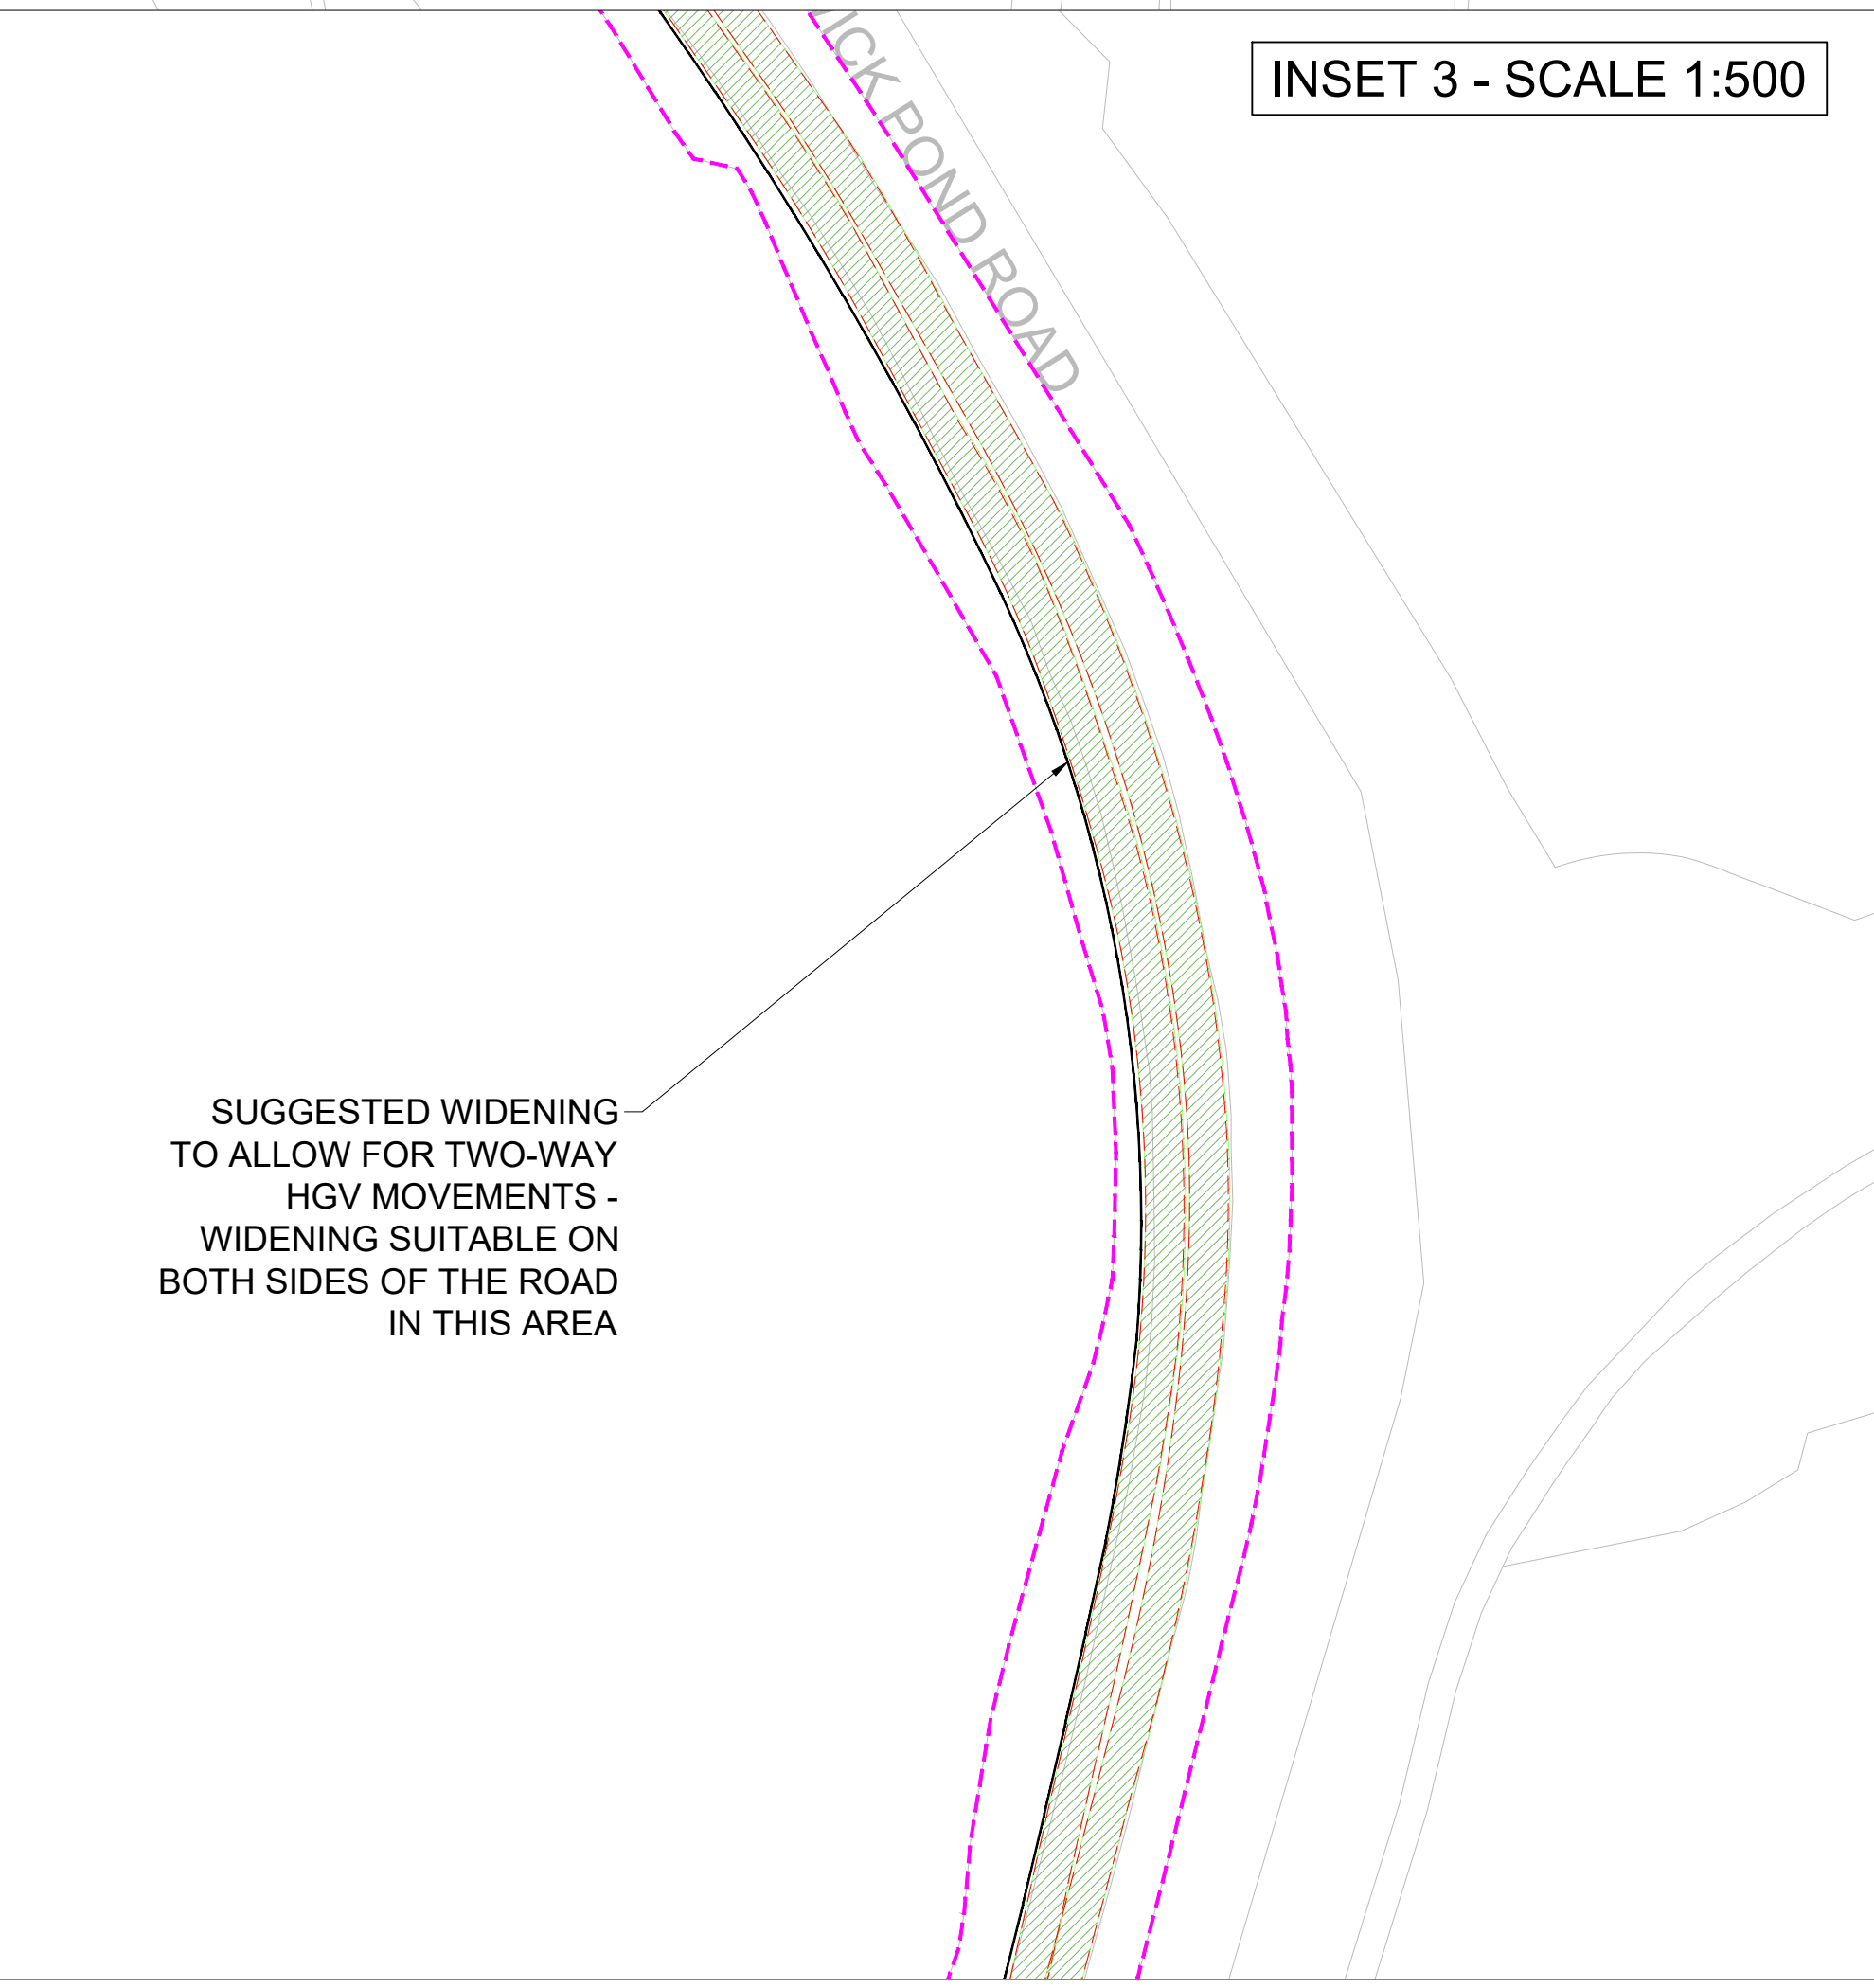 INSET 3 - SCALE 1:500
POND ROAD
SUGGESTED WIDENING
TO ALLOW FOR TWO-WAY
HGV MOVEMENTS -
WIDENING SUITABLE ON
BOTH SIDES OF THE ROAD
IN THIS AREA